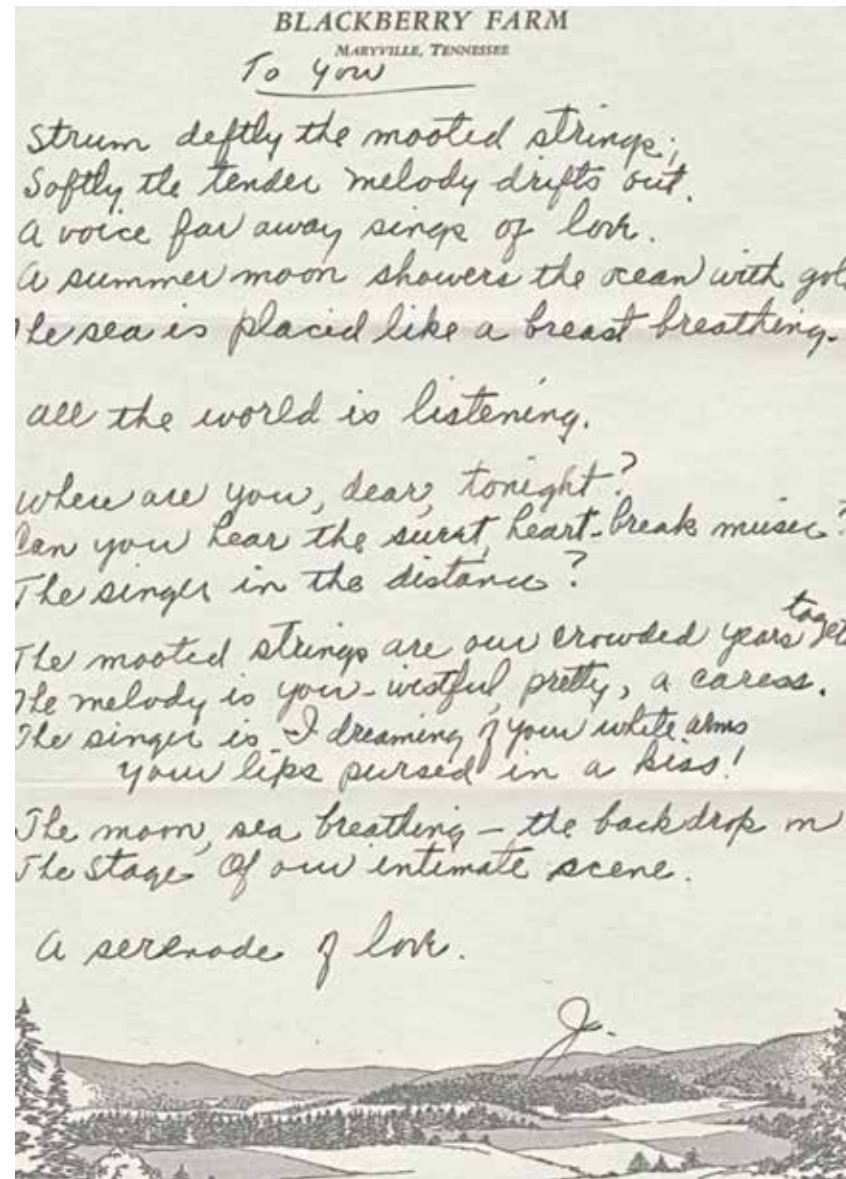 BLACKBERRY FARM
MARYVILLE, TENNESSEE
To You
Strum deftly the mooted strings;
Softly the tender melody drifts out.
A voice far away sings of love.
A summer moon showers the ocean with gol
The sea is placid like a breast breathing.
All the world is listening.
Where are you, dear, tonight?
Can you hear the sweet, heart-break music?
The singer in the distance?
The mooted strings are our crowded years toget
The melody is you - wistful, pretty, a caress.
The singer is I dreaming of your white arms
your lips pursed in a kiss!
The moon, sea breathing - the backdrop on
The stage of our intimate scene.
A serenade of love.
J.